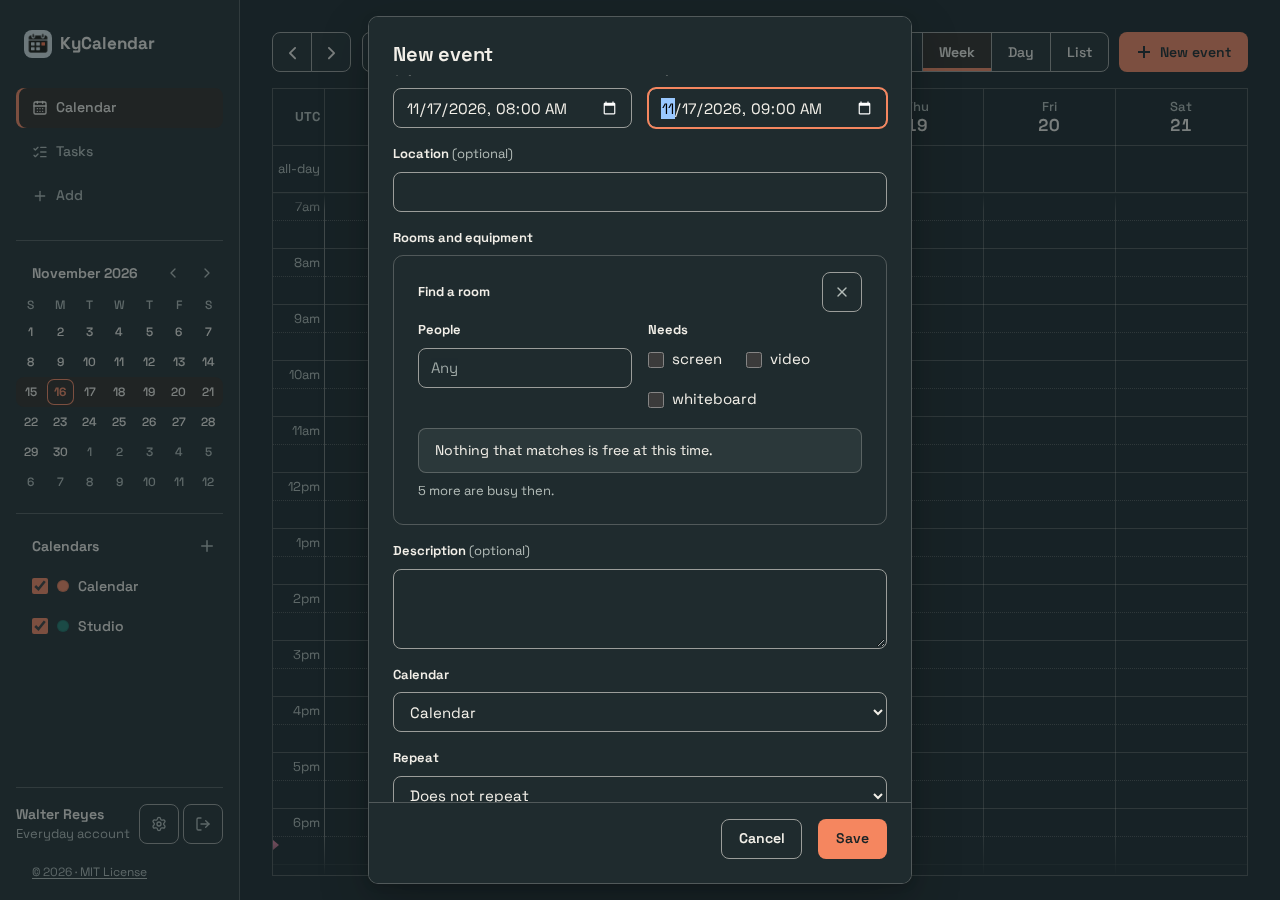 KyCalendar
Calendar
Tasks
Add
November 2026
S M T W T F S
1 2 3 4 5 6 7
8 9 10 11 12 13 14
15 16 17 18 19 20 21
22 23 24 25 26 27 28
29 30 1 2 3 4 5
6 7 8 9 10 11 12
Calendars
Calendar
Studio
Walter Reyes
Everyday account
© 2026 · MIT License
Week Day List New event
UTC
hu Fri Sat
19 20 21
all-day
7am
8am
9am
10am
11am
12pm
1pm
2pm
3pm
4pm
5pm
6pm
New event
11/17/2026, 08:00 AM 11/17/2026, 09:00 AM
Location (optional)
Rooms and equipment
Find a room
People Needs
Any screen video
whiteboard
Nothing that matches is free at this time.
5 more are busy then.
Description (optional)
Calendar
Calendar
Repeat
Does not repeat
Cancel Save